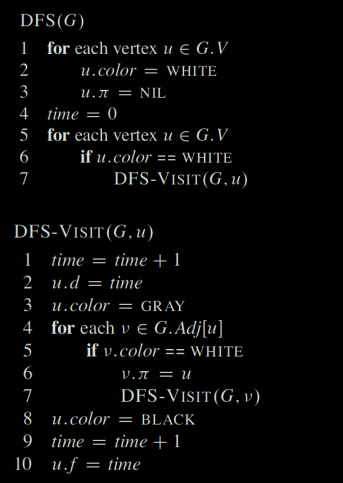 DFS(G)
1 for each vertex u ∈ G.V
2 u.color = WHITE
3 u.π = NIL
4 time = 0
5 for each vertex u ∈ G.V
6 if u.color == WHITE
7 DFS-VISIT(G, u)
DFS-VISIT(G, u)
1 time = time + 1
2 u.d = time
3 u.color = GRAY
4 for each v ∈ G.Adj[u]
5 if v.color == WHITE
6 v.π = u
7 DFS-VISIT(G, v)
8 u.color = BLACK
9 time = time + 1
10 u.f = time